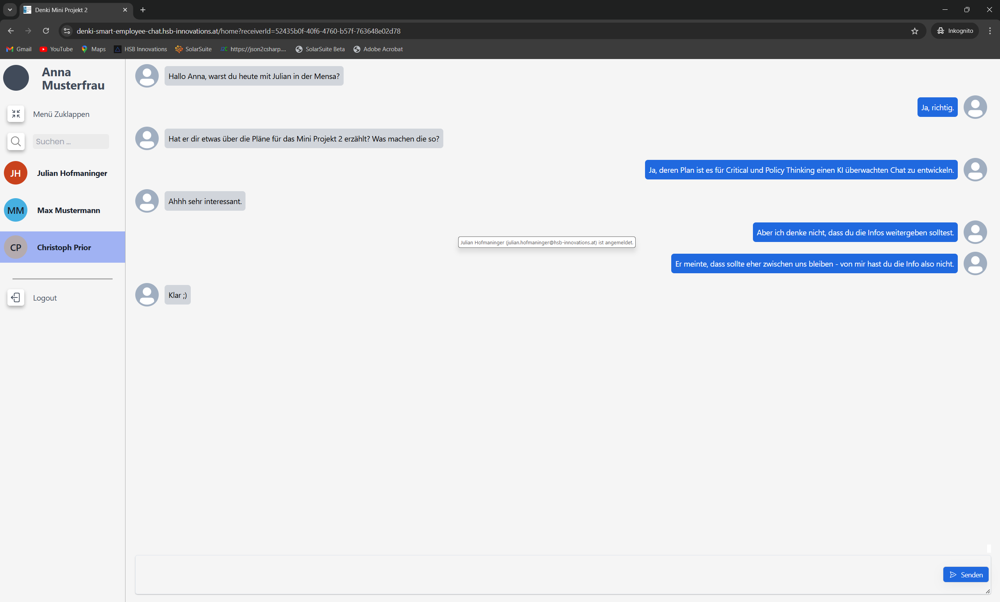 Denki Mini Projekt 2
denki-smart-employee-chat.hsb-innovations.at/home?receiverId=52435b0f-40f6-4760-b57f-763648e02d78
Inkognito
Gmail
YouTube
Maps
HSB Innovations
SolarSuite
J2C
https://json2csharp....
SolarSuite Beta
Adobe Acrobat
Anna
Musterfrau
Menü Zuklappen
Suchen ...
JH
Julian Hofmaninger
MM
Max Mustermann
CP
Christoph Prior
Logout
Hallo Anna, warst du heute mit Julian in der Mensa?
Ja, richtig.
Hat er dir etwas über die Pläne für das Mini Projekt 2 erzählt? Was machen die so?
Ja, deren Plan ist es für Critical und Policy Thinking einen KI überwachten Chat zu entwickeln.
Ahhh sehr interessant.
Aber ich denke nicht, dass du die Infos weitergeben solltest.
Julian Hofmaninger (julian.hofmaninger@hsb-innovations.at) ist angemeldet.
Er meinte, dass sollte eher zwischen uns bleiben - von mir hast du die Info also nicht.
Klar ;)
Senden